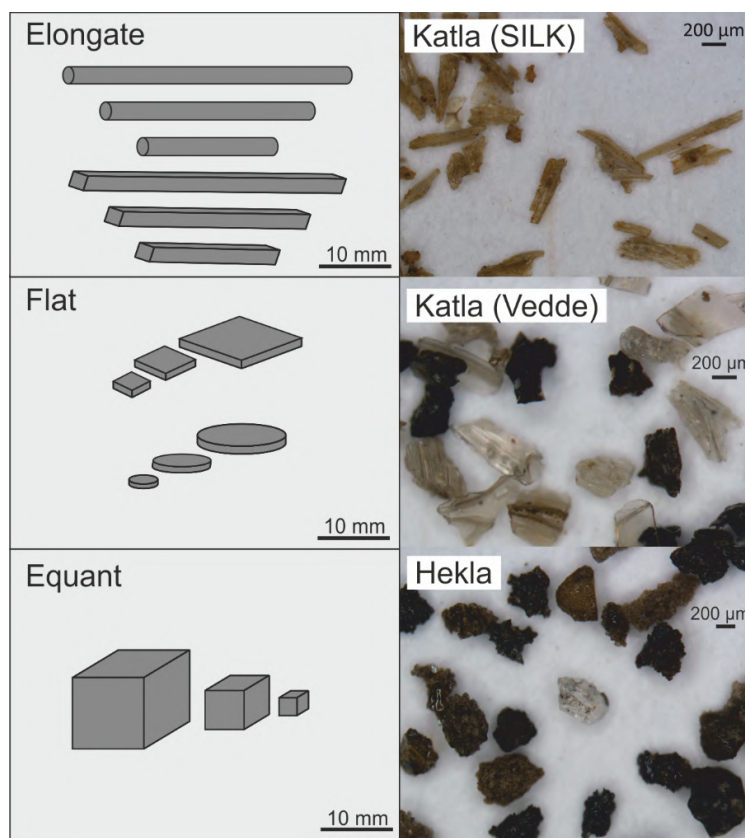 Elongate
10 mm
Katla (SILK)
200 µm
Flat
10 mm
Katla (Vedde)
200 µm
Equant
10 mm
Hekla
200 µm